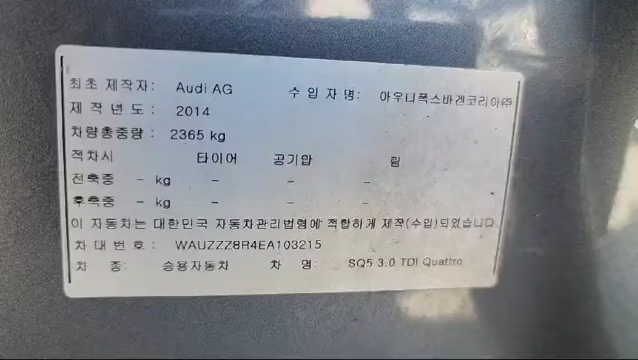 최초 제작자: Audi AG 수 입 자 명: 아우니폭스바겐코리아㈜
제 작 년 도 : 2014
차량총중량 : 2365 kg
적차시 타이어 공기압 림
전축중 - kg - - -
후축중 - kg - - -
이 자동차는 대한민국 자동차관리법령에 적합하게 제작(수입)되었습니다
차 대 번 호 : WAUZZZ8R4EA103215
차 종: 승용자동차 차 명: SQ5 3.0 TDI Quattro